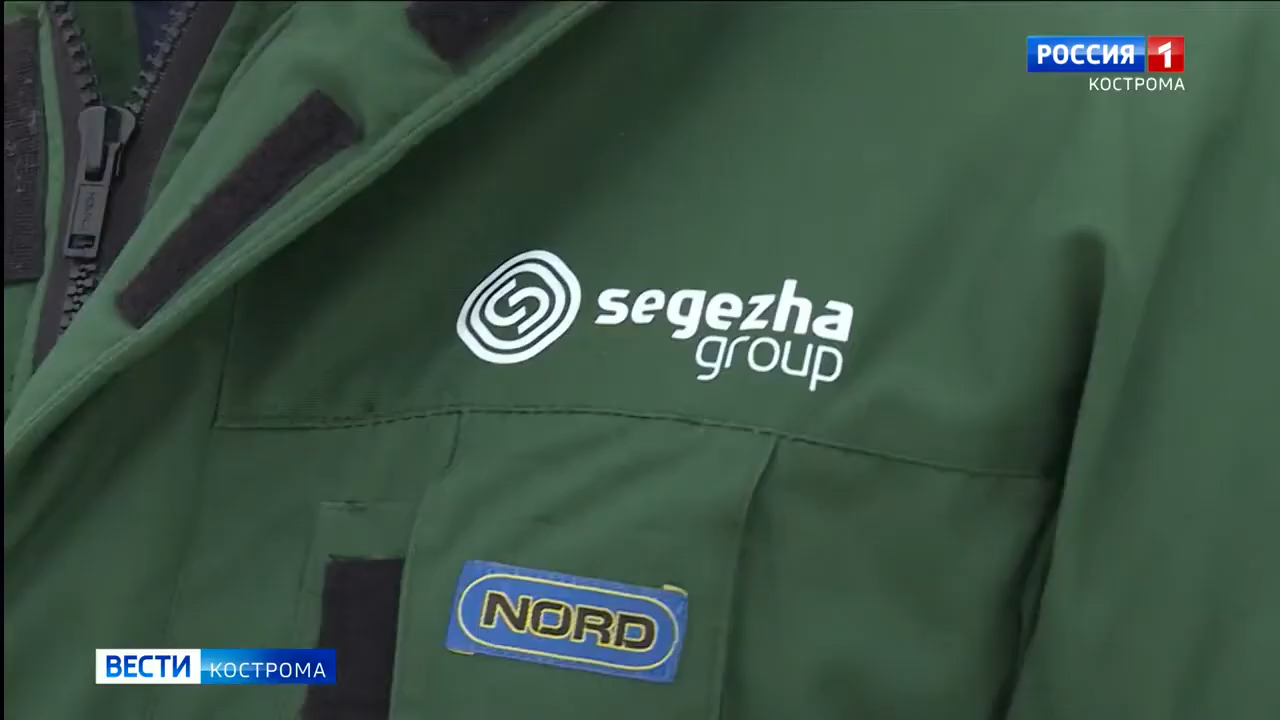 РОССИЯ 1
КОСТРОМА
segezha
group
NORD
ВЕСТИ КОСТРОМА